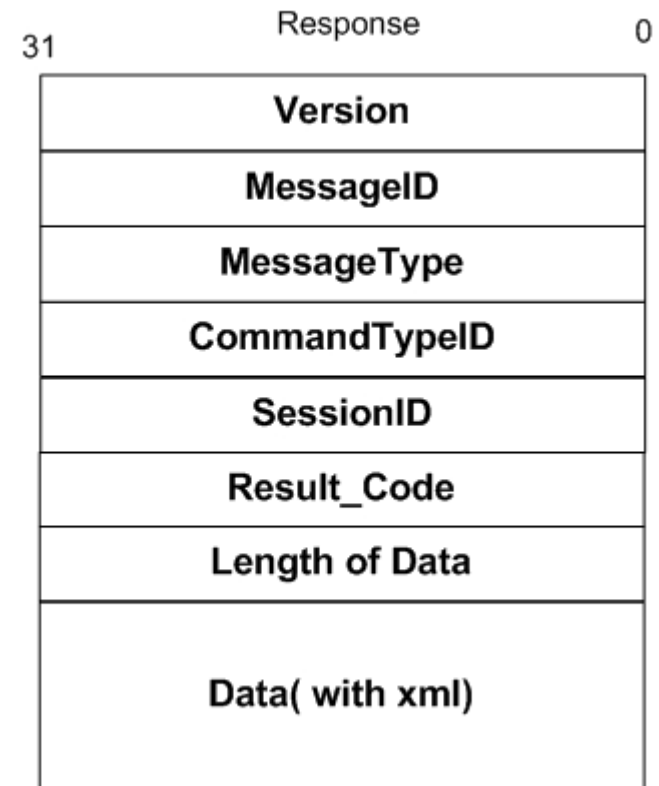 Response
31
0
Version
MessageID
MessageType
CommandTypeID
SessionID
Result_Code
Length of Data
Data( with xml)